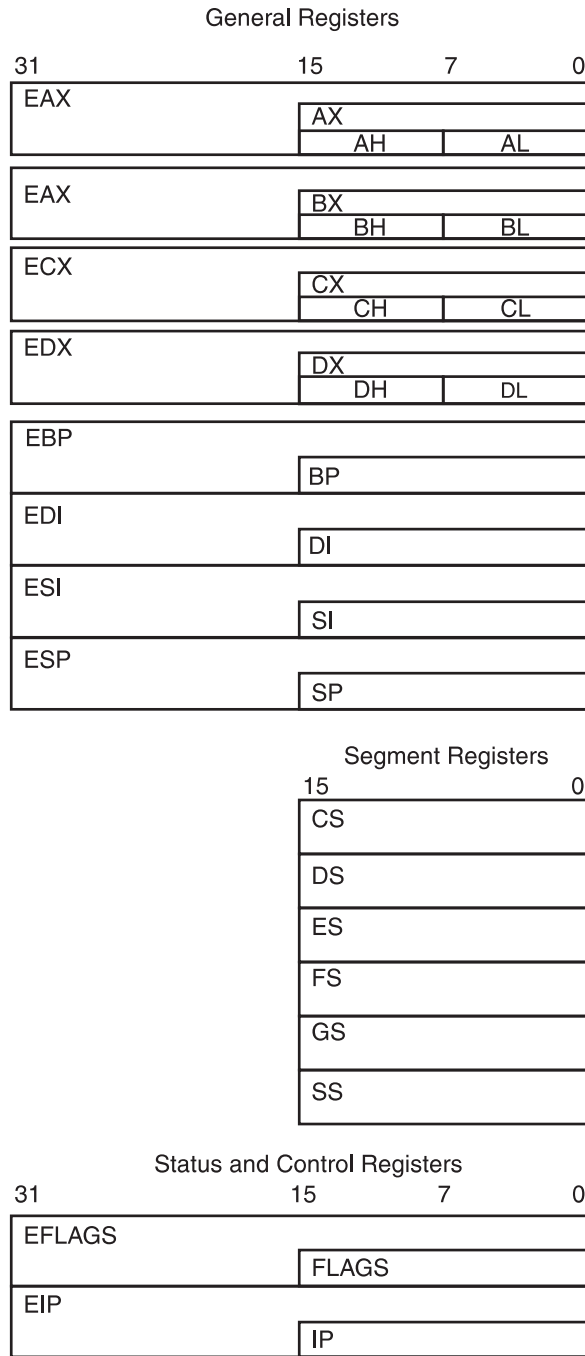 General Registers
31 15 7 0
EAX
AX
AH AL
EAX
BX
BH BL
ECX
CX
CH CL
EDX
DX
DH DL
EBP
BP
EDI
DI
ESI
SI
ESP
SP
Segment Registers
15 0
CS
DS
ES
FS
GS
SS
Status and Control Registers
31 15 7 0
EFLAGS
FLAGS
EIP
IP